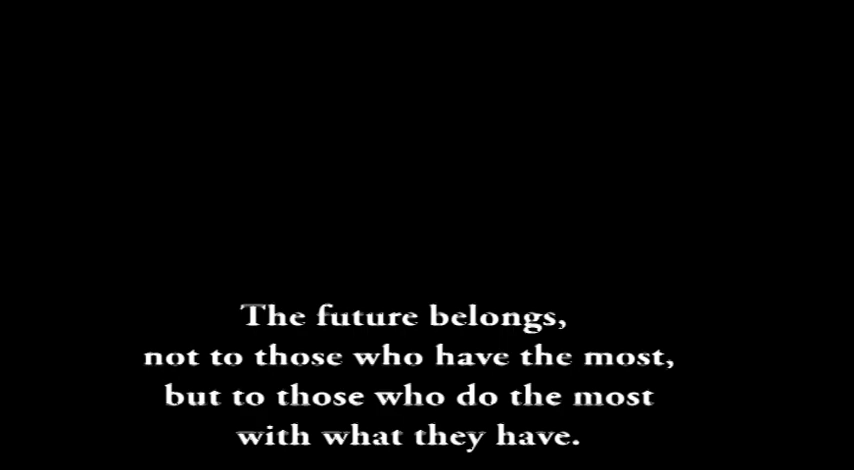 The future belongs,
not to those who have the most,
but to those who do the most
with what they have.